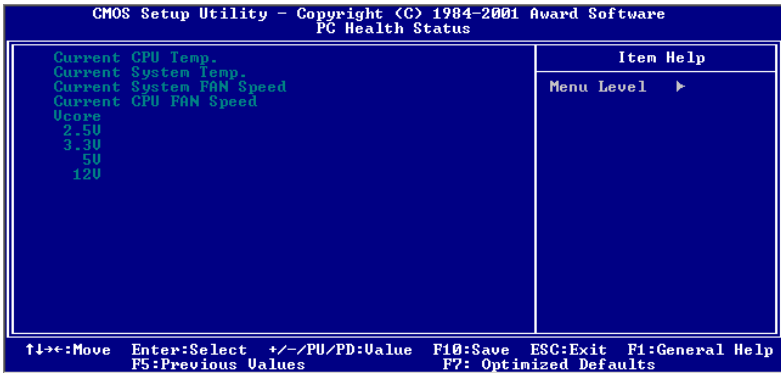 CMOS Setup Utility - Copyright (C) 1984-2001 Award Software
PC Health Status
Current CPU Temp.
Current System Temp.
Current System FAN Speed
Current CPU FAN Speed
Vcore
2.5V
3.3V
5V
12V
Item Help
Menu Level ▶
↑↓→←:Move Enter:Select +/-/PU/PD:Value F10:Save ESC:Exit F1:General Help
F5:Previous Values F7: Optimized Defaults